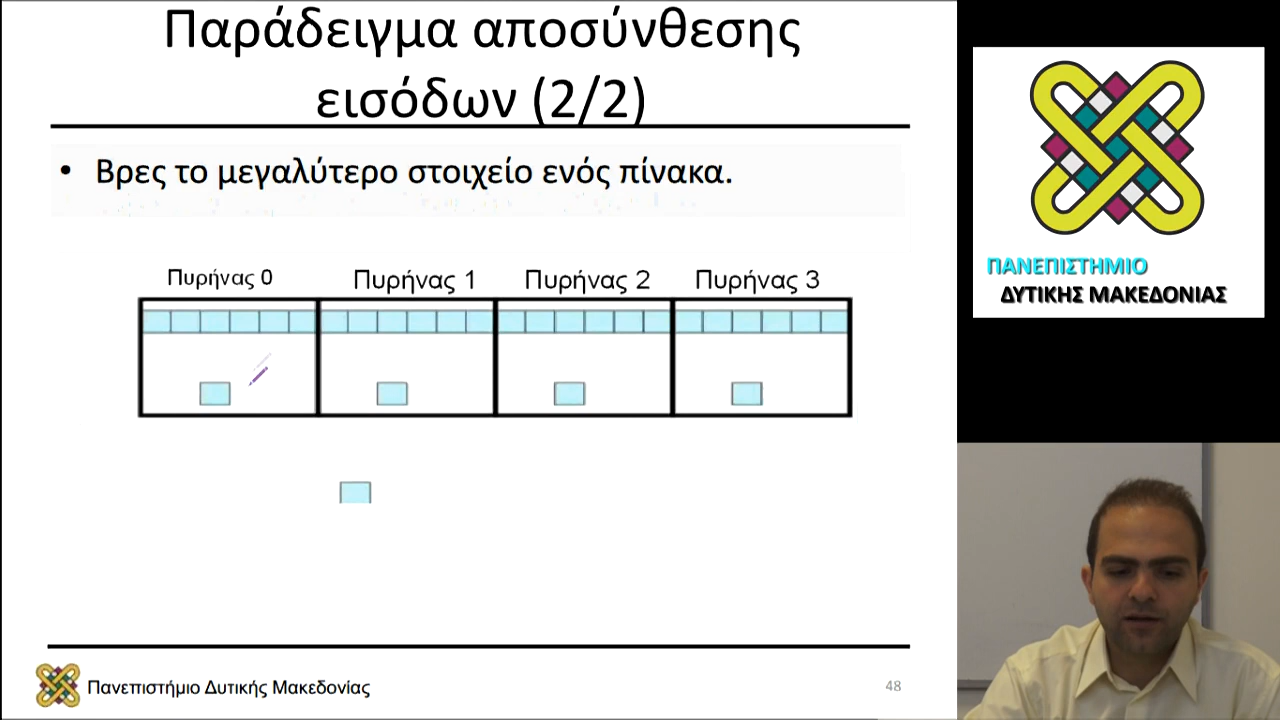 Παράδειγμα αποσύνθεσης
εισόδων (2/2)
• Βρες το μεγαλύτερο στοιχείο ενός πίνακα.
Πυρήνας 0 Πυρήνας 1 Πυρήνας 2 Πυρήνας 3
Πανεπιστήμιο Δυτικής Μακεδονίας
48
ΠΑΝΕΠΙΣΤΗΜΙΟ
ΔΥΤΙΚΗΣ ΜΑΚΕΔΟΝΙΑΣ